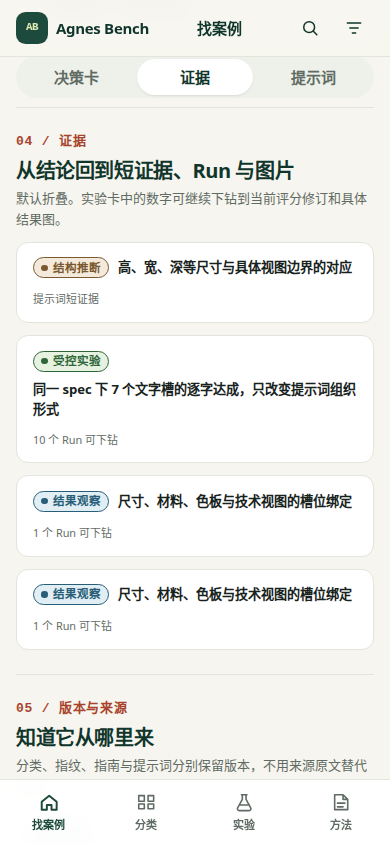 AB
Agnes Bench
找案例
决策卡
证据
提示词
04 / 证据
从结论回到短证据、Run 与图片
默认折叠。实验卡中的数字可继续下钻到当前评分修订和具体
结果图。
结构推断 高、宽、深等尺寸与具体视图边界的对应
提示词短证据
受控实验
同一 spec 下 7 个文字槽的逐字达成，只改变提示词组织
形式
10 个 Run 可下钻
结果观察 尺寸、材料、色板与技术视图的槽位绑定
1 个 Run 可下钻
结果观察 尺寸、材料、色板与技术视图的槽位绑定
1 个 Run 可下钻
05 / 版本与来源
知道它从哪里来
分类、指纹、指南与提示词分别保留版本，不用来源原文替代
找案例
分类
实验
方法